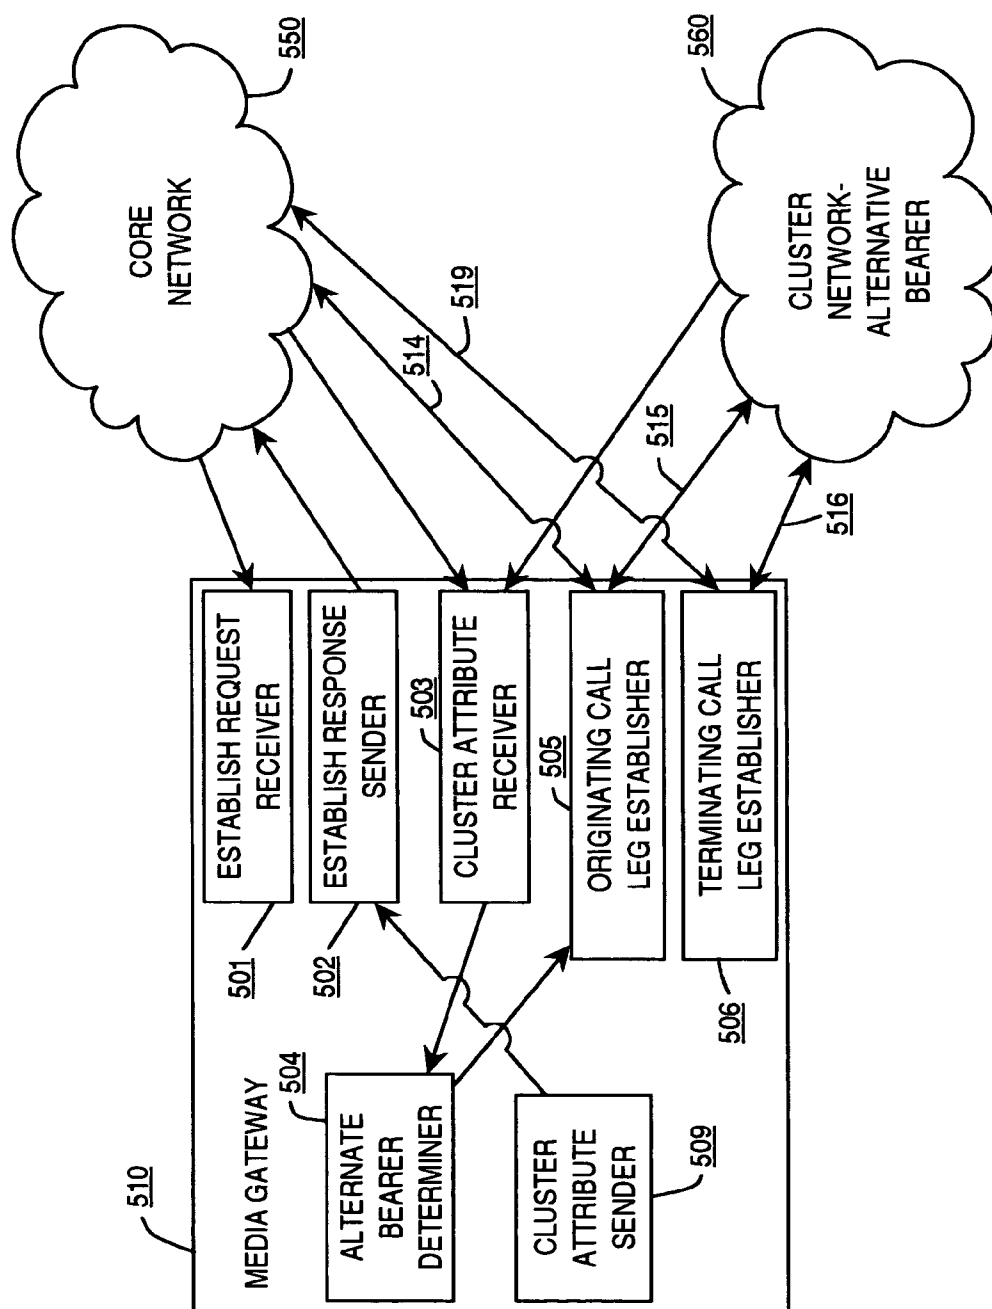 510
MEDIA GATEWAY
504
ALTERNATE
BEARER
DETERMINER
CLUSTER
ATTRIBUTE
SENDER
509
501
ESTABLISH REQUEST
RECEIVER
502
ESTABLISH RESPONSE
SENDER
503
CLUSTER ATTRIBUTE
RECEIVER
505
ORIGINATING CALL
LEG ESTABLISHER
506
TERMINATING CALL
LEG ESTABLISHER
514
519
515
516
CORE
NETWORK
550
CLUSTER
NETWORK-
ALTERNATIVE
BEARER
560